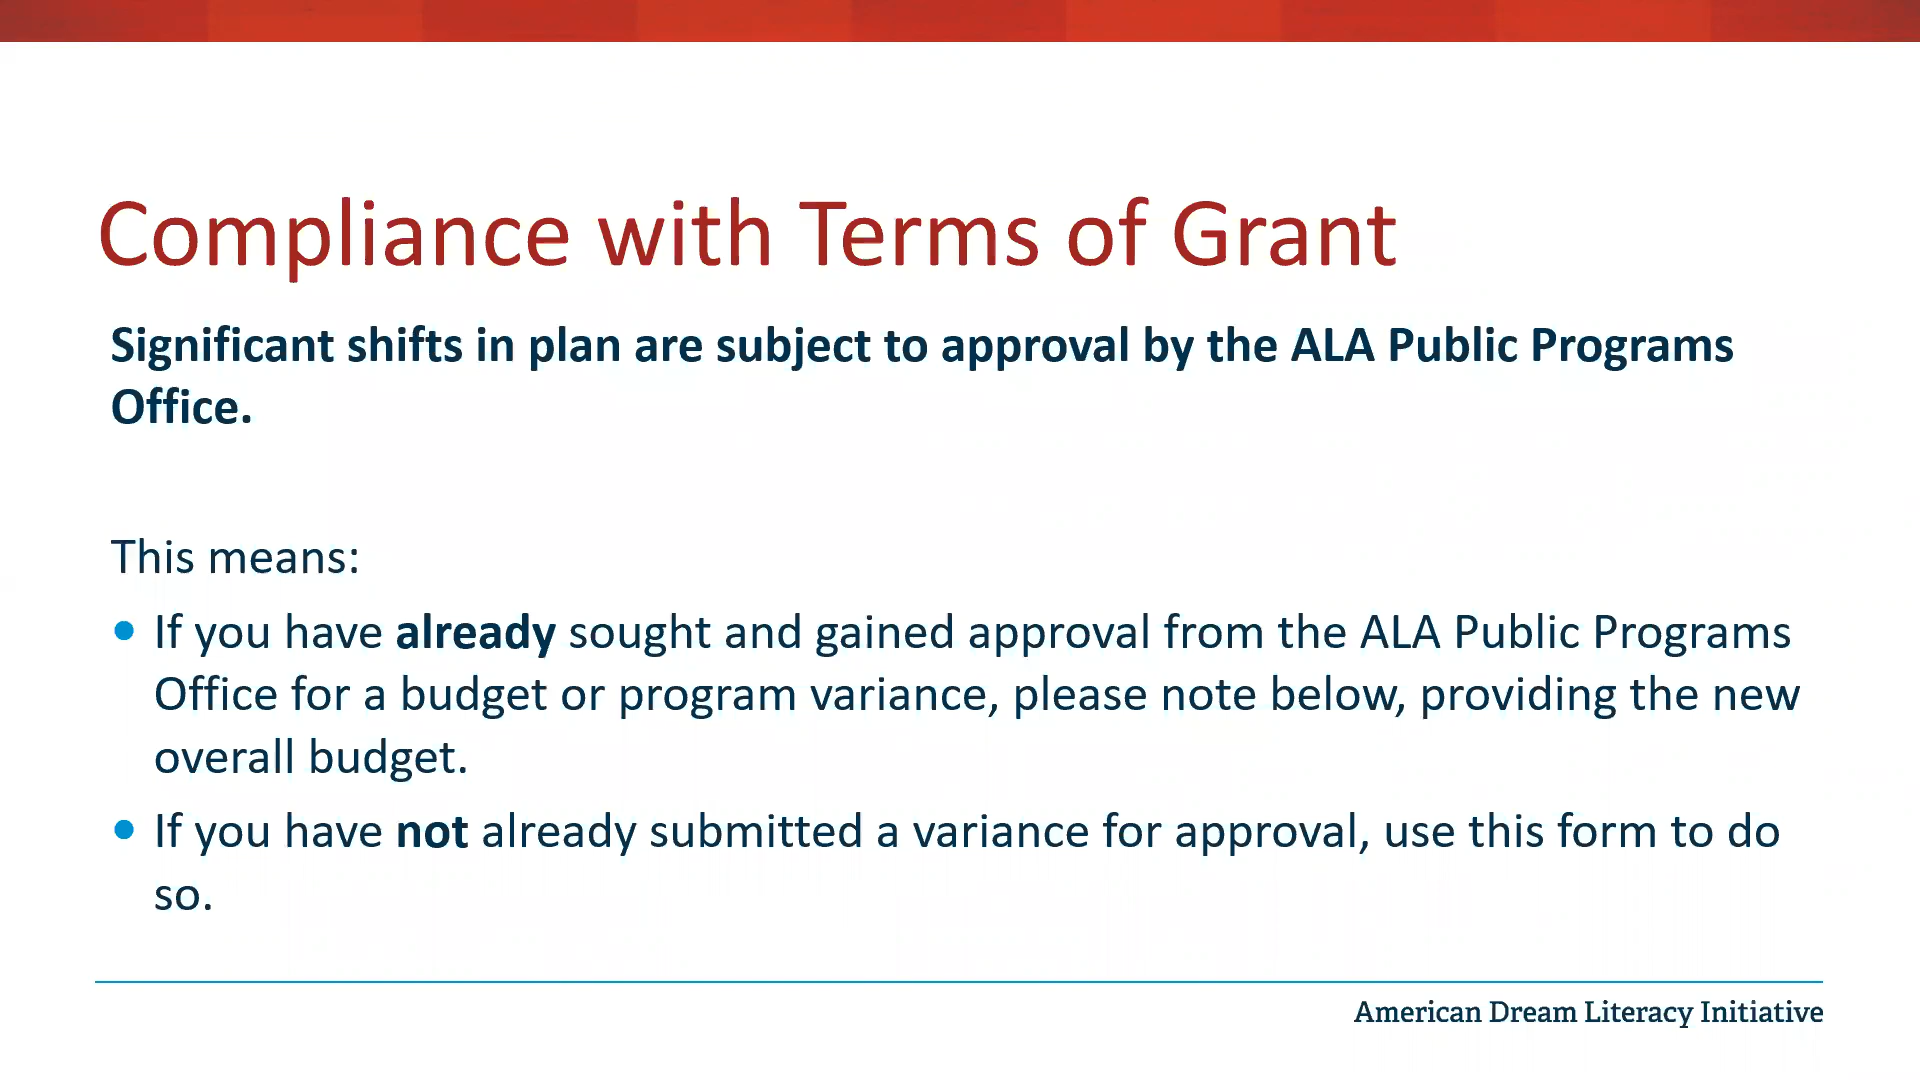 Compliance with Terms of Grant
Significant shifts in plan are subject to approval by the ALA Public Programs
Office.
This means:
• If you have already sought and gained approval from the ALA Public Programs
Office for a budget or program variance, please note below, providing the new
overall budget.
• If you have not already submitted a variance for approval, use this form to do
so.
American Dream Literacy Initiative